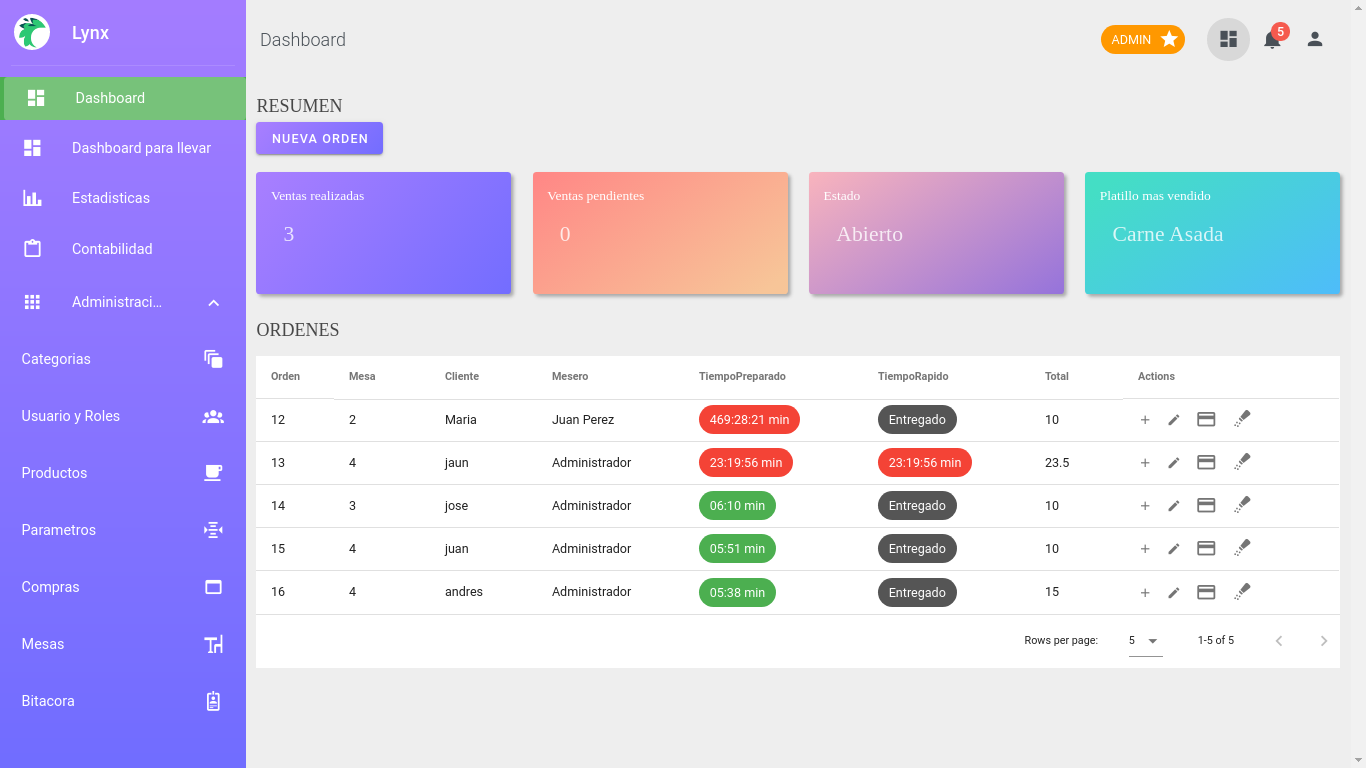 Lynx
Dashboard
Dashboard para llevar
Estadisticas
Contabilidad
Administraci...
Categorias
Usuario y Roles
Productos
Parametros
Compras
Mesas
Bitacora
Dashboard
ADMIN
5
RESUMEN
NUEVA ORDEN
Ventas realizadas
3
Ventas pendientes
0
Estado
Abierto
Platillo mas vendido
Carne Asada
ORDENES
Orden Mesa Cliente Mesero TiempoPreparado TiempoRapido Total Actions
12 2 Maria Juan Perez 469:28:21 min Entregado 10
13 4 jaun Administrador 23:19:56 min 23:19:56 min 23.5
14 3 jose Administrador 06:10 min Entregado 10
15 4 juan Administrador 05:51 min Entregado 10
16 4 andres Administrador 05:38 min Entregado 15
Rows per page: 5 1-5 of 5